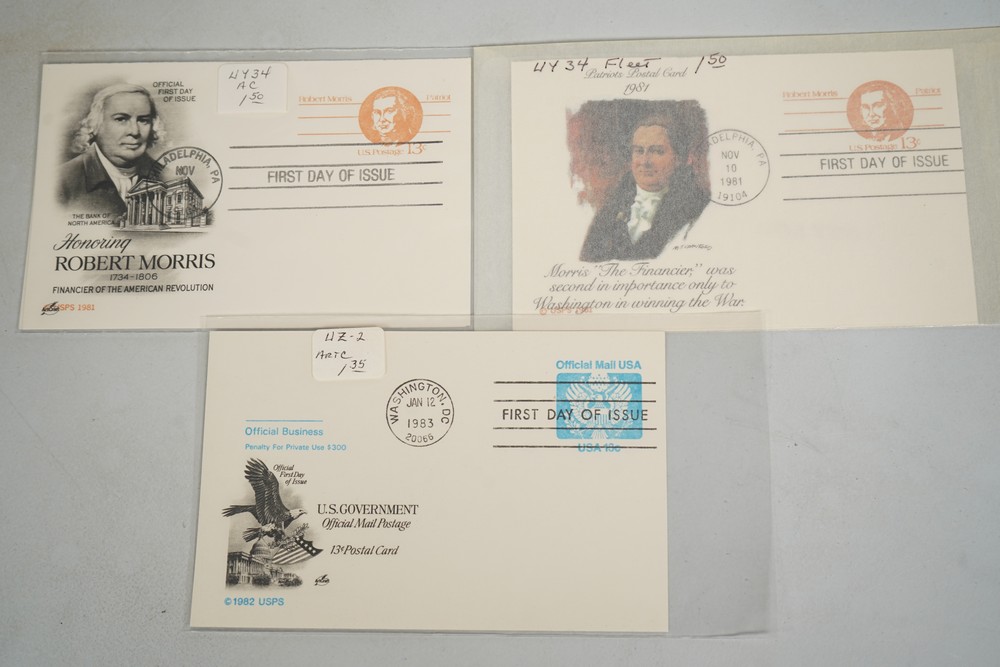 UY34
AC
1.50
OFFICIAL
FIRST DAY
OF ISSUE
Robert Morris Patriot
U.S. Postage 13¢
ADELPHIA, PA
NOV
FIRST DAY OF ISSUE
THE BANK OF
NORTH AMERICA
Honoring
ROBERT MORRIS
1734-1806
FINANCIER OF THE AMERICAN REVOLUTION
USPS 1981
UY34 Fleet 1.50
Patriots Postal Card
1981
Robert Morris Patriot
U.S. Postage 13¢
ADELPHIA, PA
NOV
10
1981
19104
FIRST DAY OF ISSUE
Morris "The Financier," was
second in importance only to
Washington in winning the War.
© USPS 1981
UZ-2
ARTC
1.35
Official Mail USA
USA 13c
WASHINGTON, DC
JAN 12
1983
20066
FIRST DAY OF ISSUE
Official Business
Penalty For Private Use $300
Official
First Day
of Issue
U.S. GOVERNMENT
Official Mail Postage
13¢ Postal Card
©1982 USPS